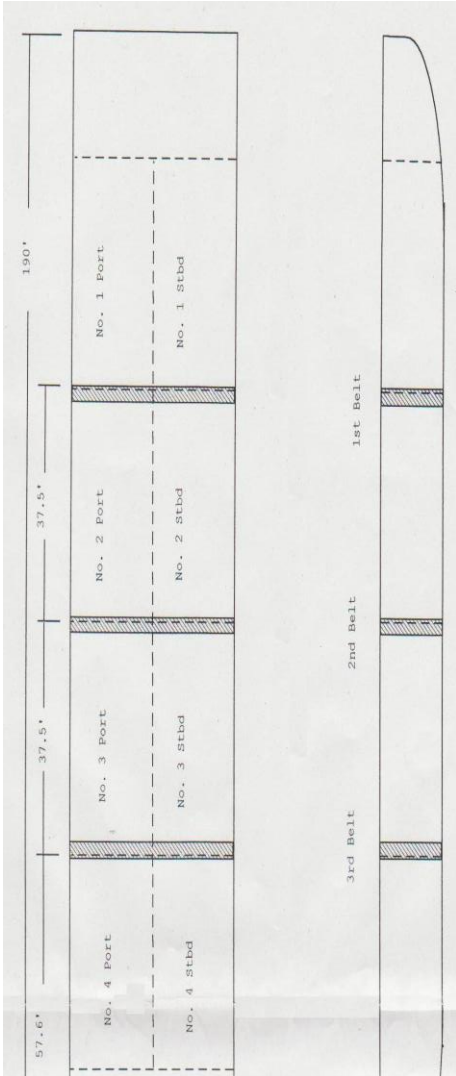 190'
37.5'
37.5'
57.6'
No. 1 Port
No. 1 Stbd
No. 2 Port
No. 2 Stbd
No. 3 Port
No. 3 Stbd
No. 4 Port
No. 4 Stbd
1st Belt
2nd Belt
3rd Belt